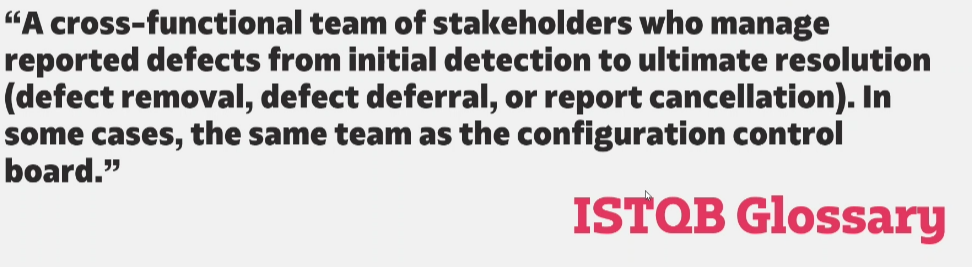 “A cross-functional team of stakeholders who manage
reported defects from initial detection to ultimate resolution
(defect removal, defect deferral, or report cancellation). In
some cases, the same team as the configuration control
board.”
ISTQB Glossary